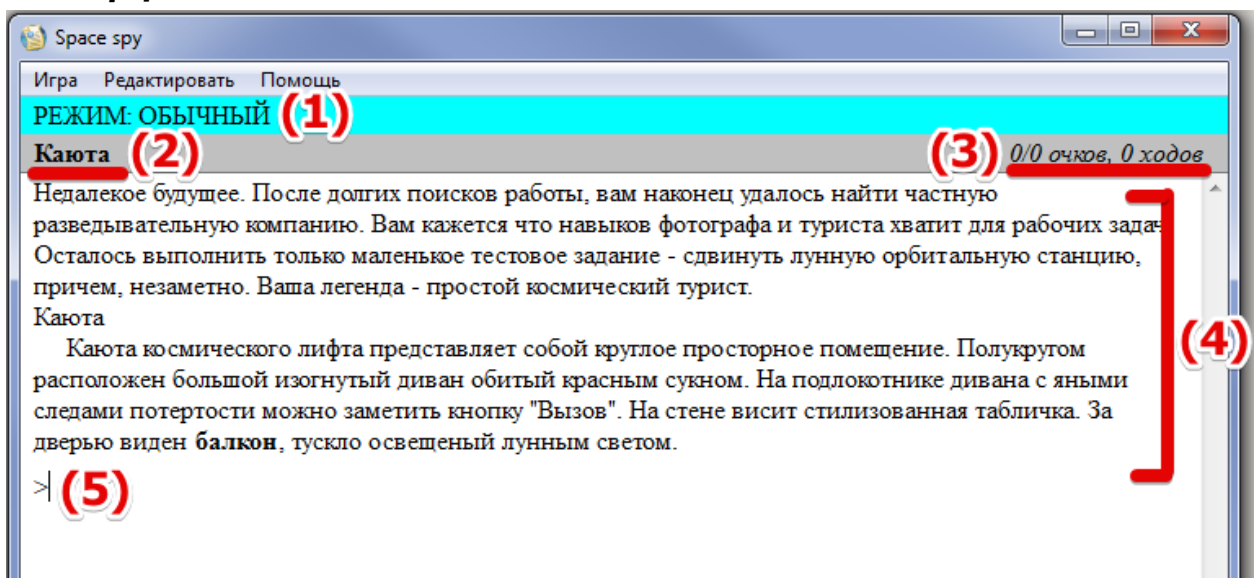 Space spy
Игра Редактировать Помощь
РЕЖИМ: ОБЫЧНЫЙ (1)
Каюта (2) (3) 0/0 очков, 0 ходов
Недалекое будущее. После долгих поисков работы, вам наконец удалось найти частную
разведывательную компанию. Вам кажется что навыков фотографа и туриста хватит для рабочих задач
Осталось выполнить только маленькое тестовое задание - сдвинуть лунную орбитальную станцию,
причем, незаметно. Ваша легенда - простой космический турист.
Каюта
(4)
Каюта космического лифта представляет собой круглое просторное помещение. Полукругом
расположен большой изогнутый диван обитый красным сукном. На подлокотнике дивана с яными
следами потертости можно заметить кнопку "Вызов". На стене висит стилизованная табличка. За
дверью виден балкон, тускло освещеный лунным светом.
> (5)